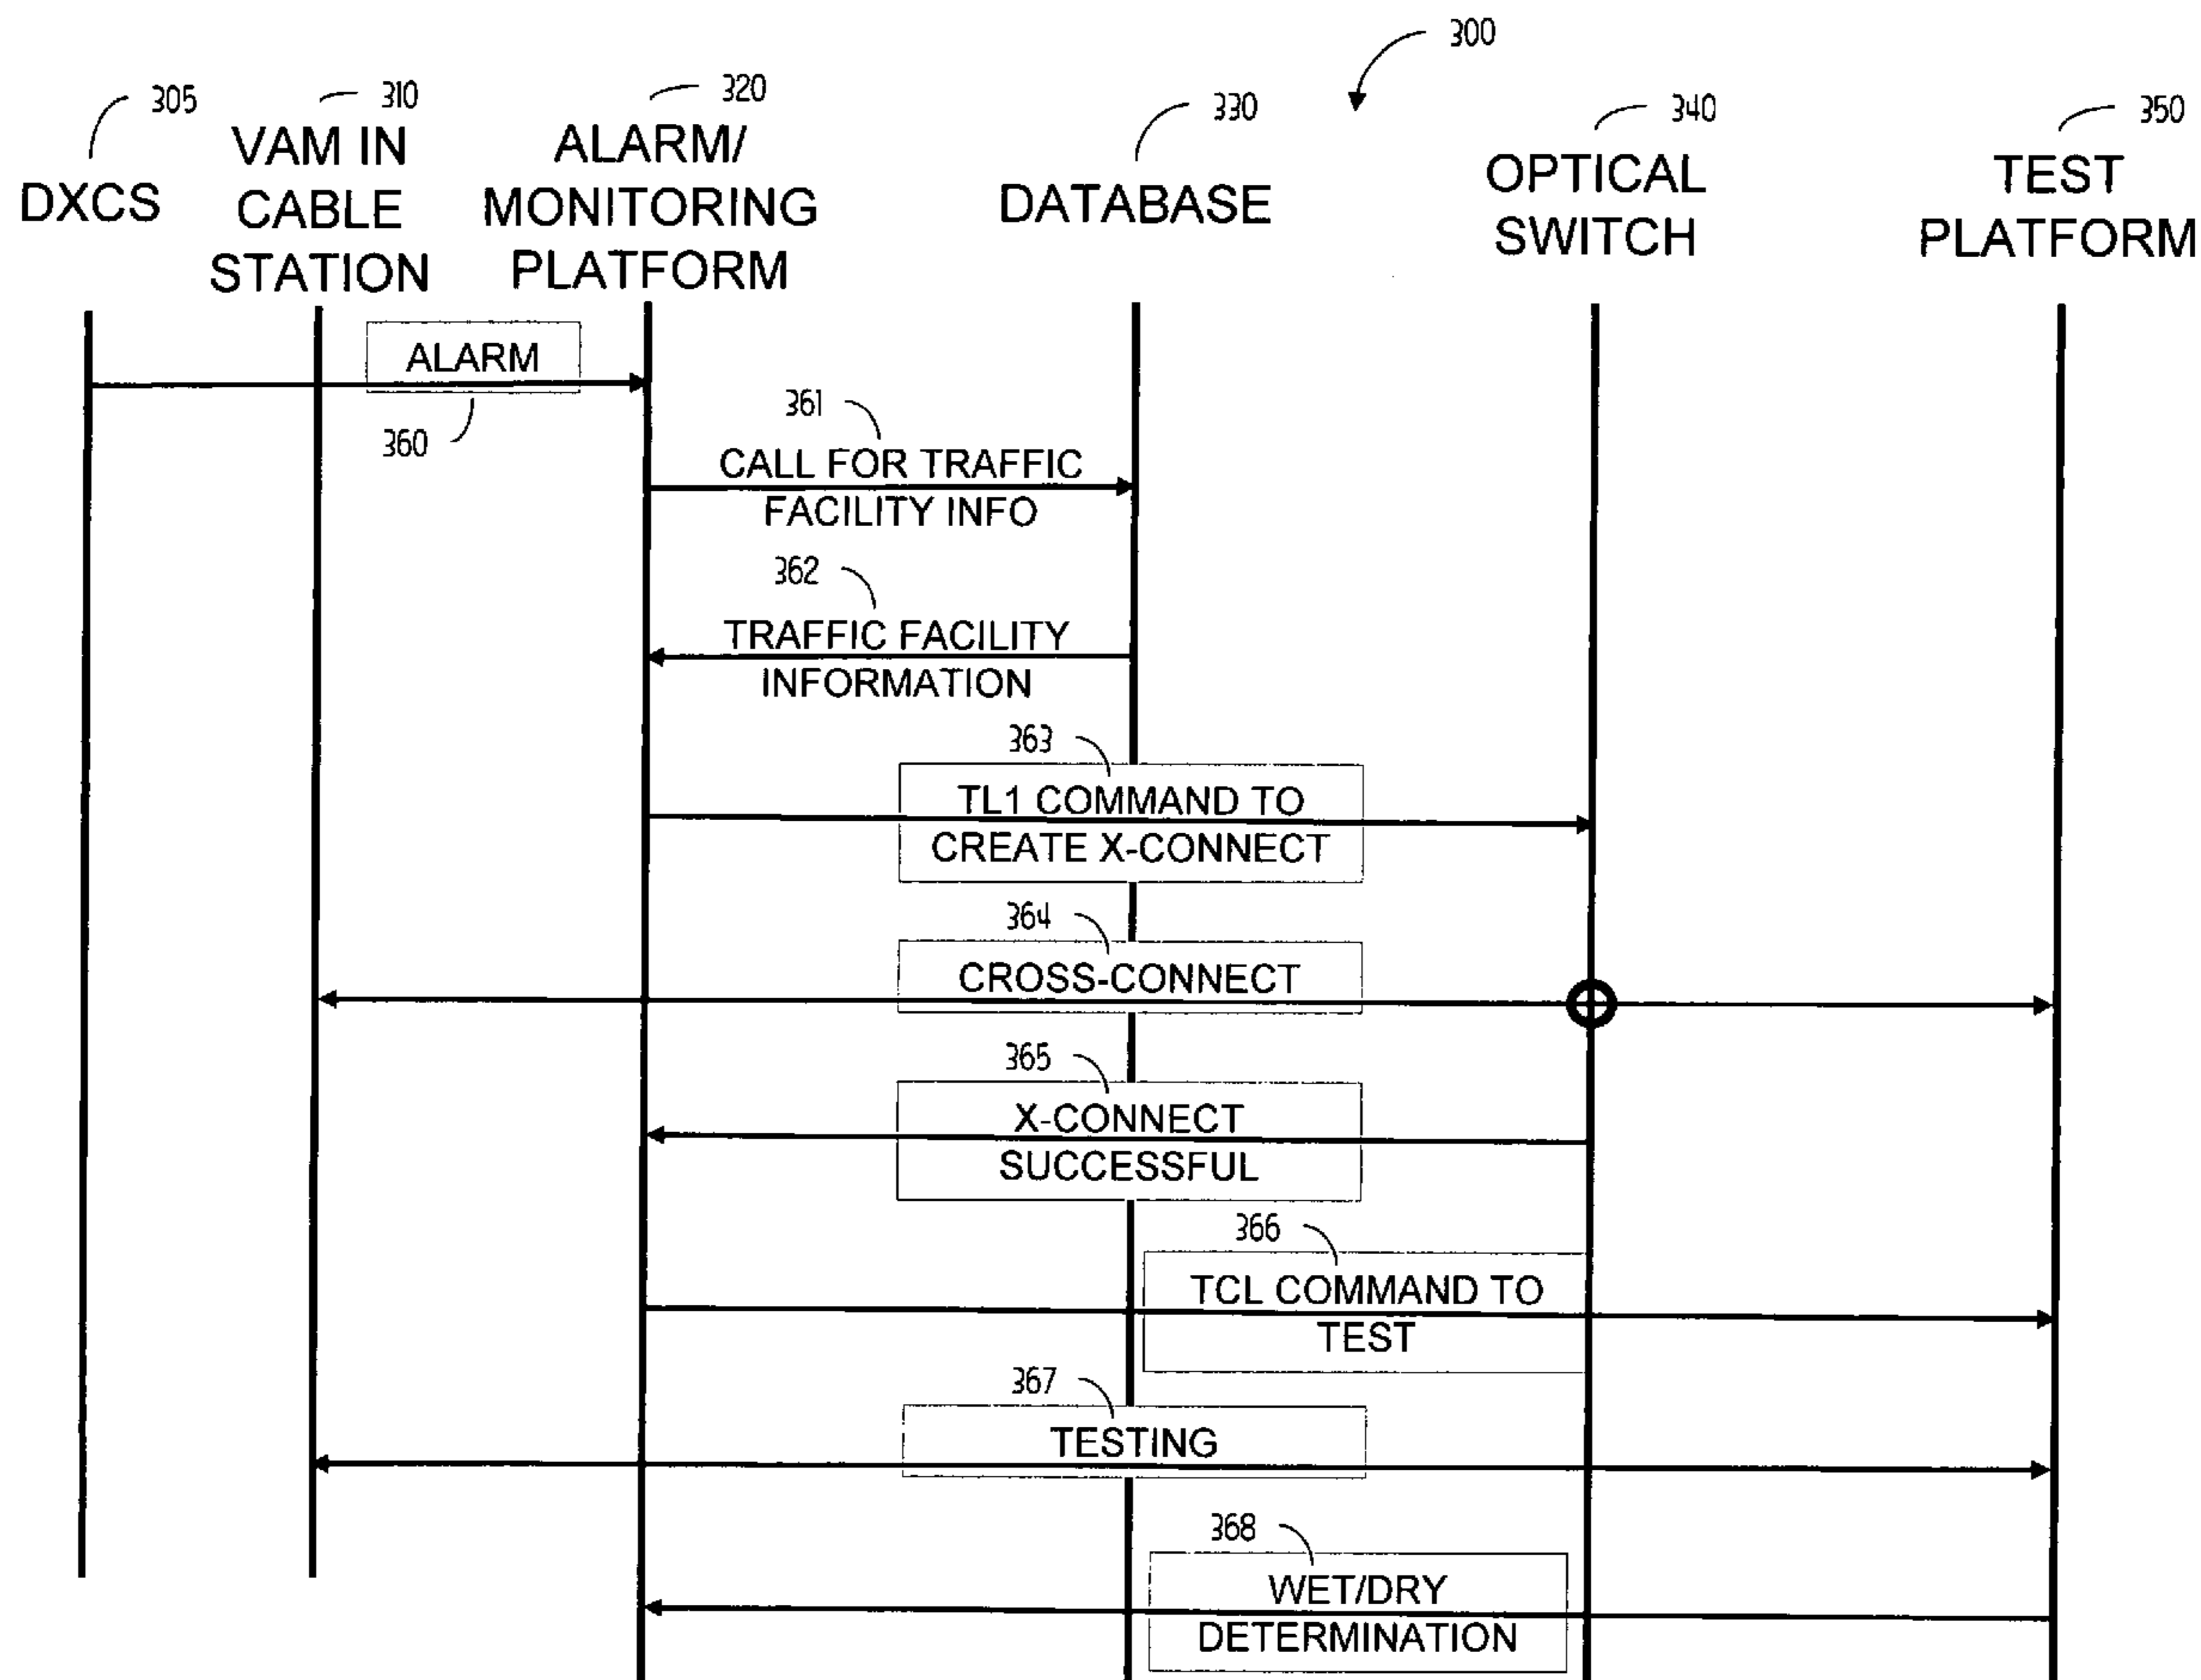 300
305
310
320
330
340
350
DXCS
VAM IN
CABLE
STATION
ALARM/
MONITORING
PLATFORM
DATABASE
OPTICAL
SWITCH
TEST
PLATFORM
ALARM
360
361
CALL FOR TRAFFIC
FACILITY INFO
362
TRAFFIC FACILITY
INFORMATION
363
TL1 COMMAND TO
CREATE X-CONNECT
364
CROSS-CONNECT
365
X-CONNECT
SUCCESSFUL
366
TCL COMMAND TO
TEST
367
TESTING
368
WET/DRY
DETERMINATION